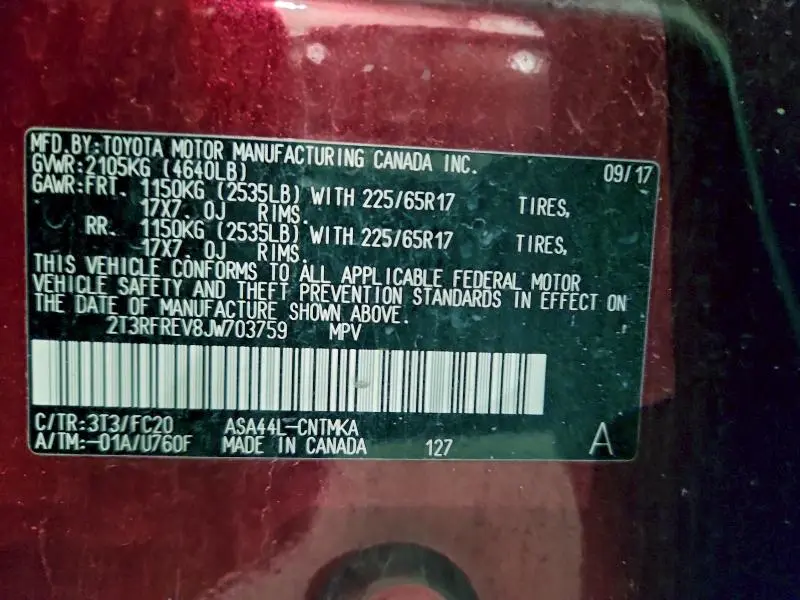 MFD.BY:TOYOTA MOTOR MANUFACTURING CANADA INC.
GVWR:2105KG (4640LB) 09/17
GAWR:FRT. 1150KG (2535LB) WITH 225/65R17 TIRES,
17X7.0J RIMS.
RR. 1150KG (2535LB) WITH 225/65R17 TIRES,
17X7.0J RIMS.
THIS VEHICLE CONFORMS TO ALL APPLICABLE FEDERAL MOTOR
VEHICLE SAFETY AND THEFT PREVENTION STANDARDS IN EFFECT ON
THE DATE OF MANUFACTURE SHOWN ABOVE.
2T3RFREV8JW703759 MPV
C/TR:3T3/FC20 ASA44L-CNTMKA
A/TM:-01A/U760F MADE IN CANADA 127 A